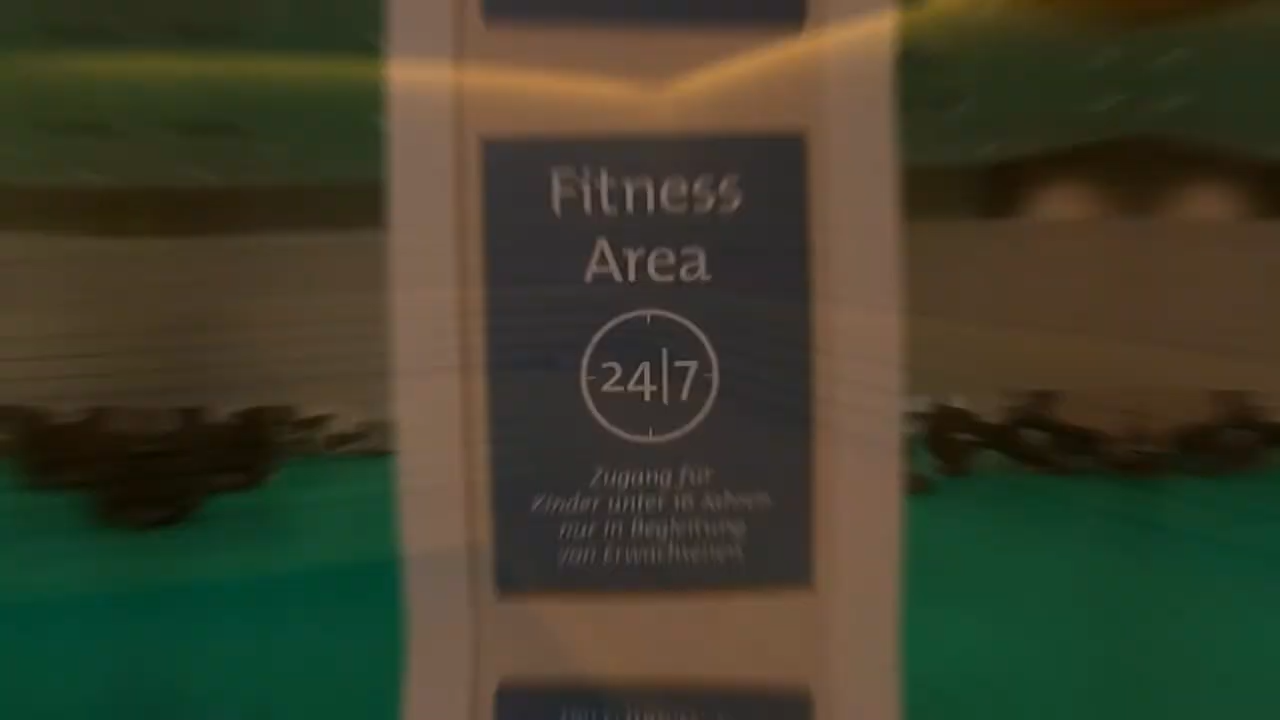 Fitness
Area
24|7
Zugang für
Kinder unter 16 Jahren
nur in Begleitung
von Erwachsenen